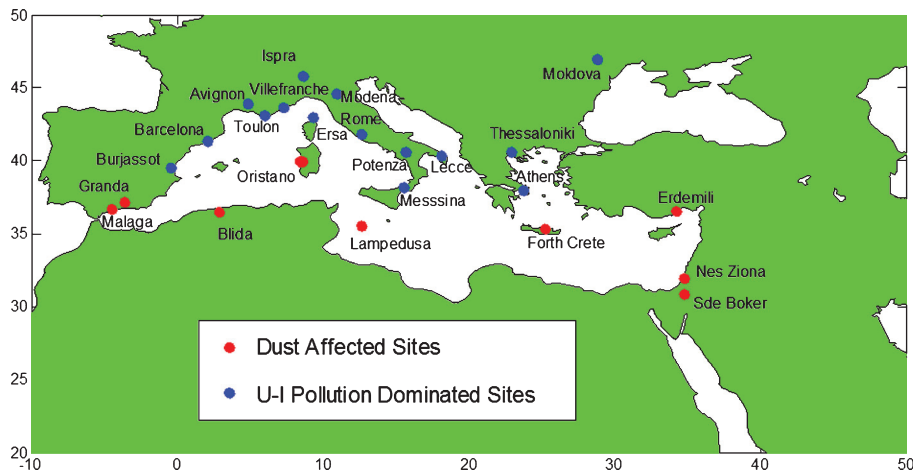 50
Ispra
Moldova
45
Avignon
Villefranche
Modena
Rome
Barcelona
Toulon
Ersa
Thessaloniki
Burjassot
40
Oristano
Potenza
Lecce
Athens
Granda
Messsina
Erdemili
Malaga
Blida
35
Lampedusa
Forth Crete
Nes Ziona
30
Sde Boker
Dust Affected Sites
25
U-I Pollution Dominated Sites
20
-10 0 10 20 30 40 50